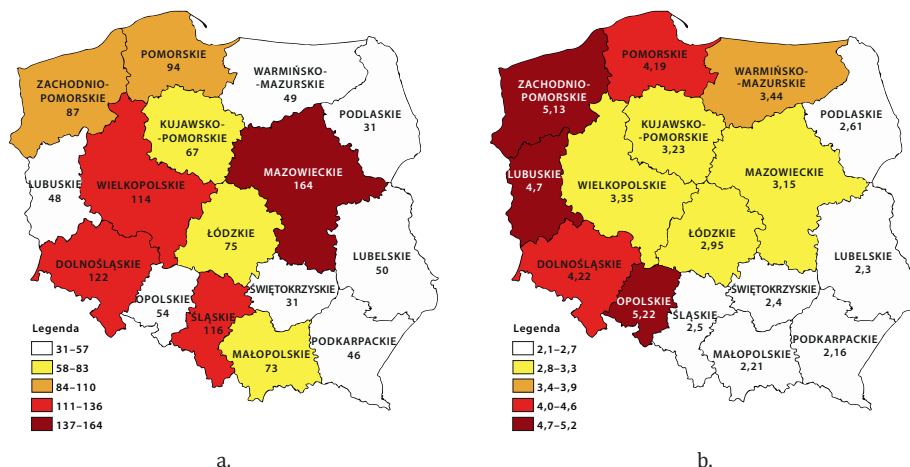 POMORSKIE
94
ZACHODNIO-
POMORSKIE
87
WARMIŃSKO-
-MAZURSKIE
49
PODLASKIE
31
KUJAWSKO-
-POMORSKIE
67
MAZOWIECKIE
164
LUBUSKIE
48
WIELKOPOLSKIE
114
ŁÓDZKIE
75
DOLNOŚLĄSKIE
122
LUBELSKIE
50
OPOLSKIE
54
ŚWIĘTOKRZYSKIE
31
ŚLĄSKIE
116
PODKARPACKIE
46
MAŁOPOLSKIE
73
Legenda
31–57
58–83
84–110
111–136
137–164
a.
POMORSKIE
4,19
ZACHODNIO-
POMORSKIE
5,13
WARMIŃSKO-
-MAZURSKIE
3,44
PODLASKIE
2,61
KUJAWSKO-
-POMORSKIE
3,23
MAZOWIECKIE
3,15
LUBUSKIE
4,7
WIELKOPOLSKIE
3,35
ŁÓDZKIE
2,95
DOLNOŚLĄSKIE
4,22
LUBELSKIE
2,3
OPOLSKIE
5,22
ŚWIĘTOKRZYSKIE
2,4
ŚLĄSKIE
2,5
PODKARPACKIE
2,16
MAŁOPOLSKIE
2,21
Legenda
2,1–2,7
2,8–3,3
3,4–3,9
4,0–4,6
4,7–5,2
b.